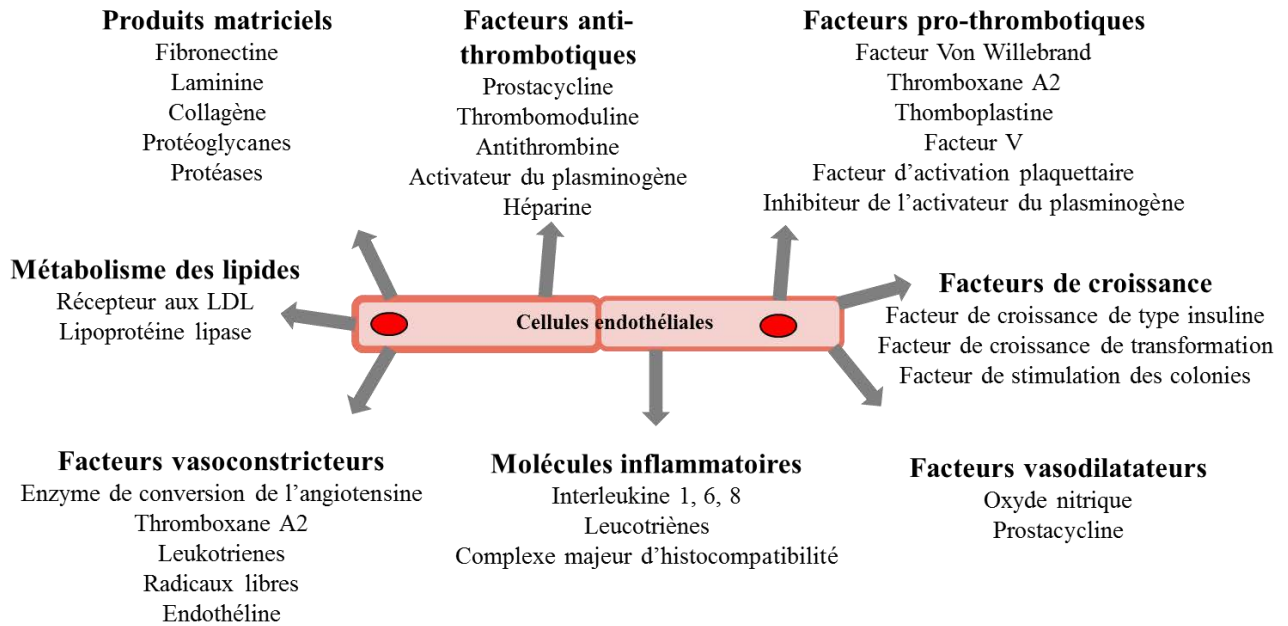 Produits matriciels
Fibronectine
Laminine
Collagène
Protéoglycanes
Protéases
Facteurs anti-
thrombotiques
Prostacycline
Thrombomoduline
Antithrombine
Activateur du plasminogène
Héparine
Facteurs pro-thrombotiques
Facteur Von Willebrand
Thromboxane A2
Thomboplastine
Facteur V
Facteur d’activation plaquettaire
Inhibiteur de l’activateur du plasminogène
Métabolisme des lipides
Récepteur aux LDL
Lipoprotéine lipase
Cellules endothéliales
Facteurs de croissance
Facteur de croissance de type insuline
Facteur de croissance de transformation
Facteur de stimulation des colonies
Facteurs vasoconstricteurs
Enzyme de conversion de l’angiotensine
Thromboxane A2
Leukotrienes
Radicaux libres
Endothéline
Molécules inflammatoires
Interleukine 1, 6, 8
Leucotriènes
Complexe majeur d’histocompatibilité
Facteurs vasodilatateurs
Oxyde nitrique
Prostacycline